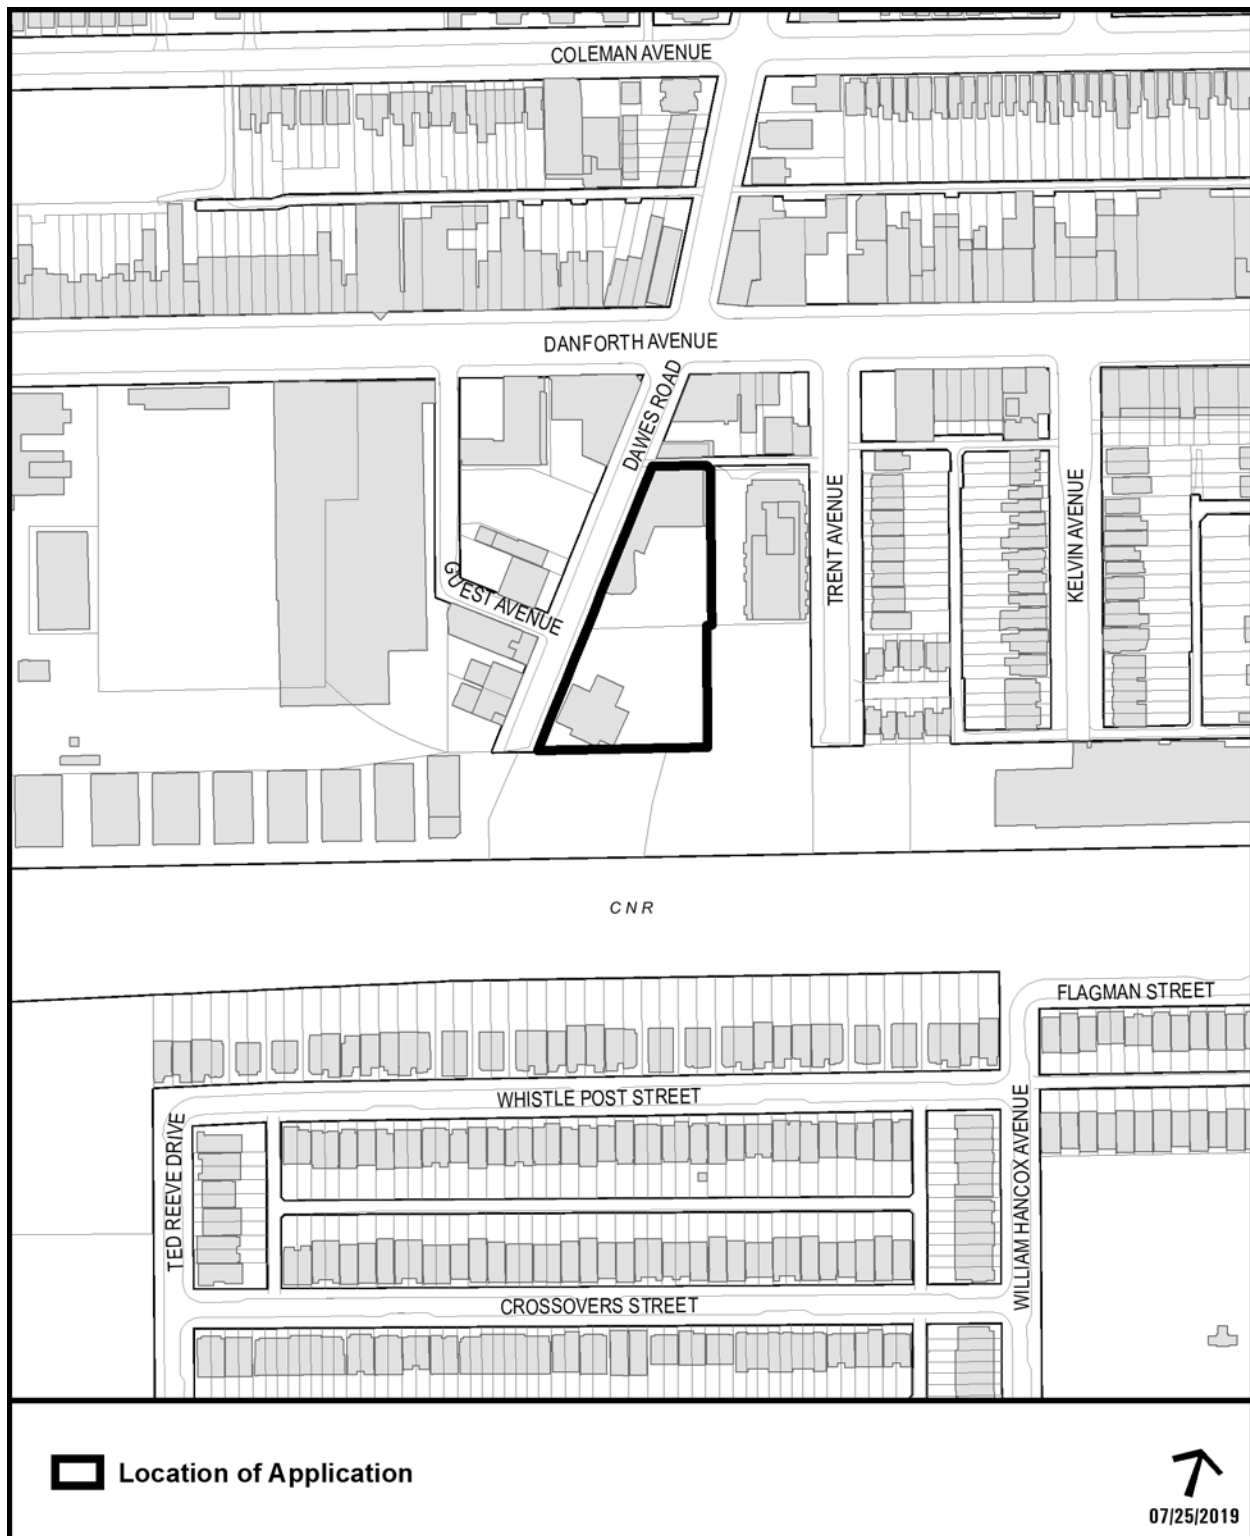 COLEMAN AVENUE
DANFORTH AVENUE
DAWES ROAD
TRENT AVENUE
KELVIN AVENUE
GUEST AVENUE
CNR
FLAGMAN STREET
WHISTLE POST STREET
TED REEVE DRIVE
WILLIAM HANCOX AVENUE
CROSSOVERS STREET
Location of Application
07/25/2019